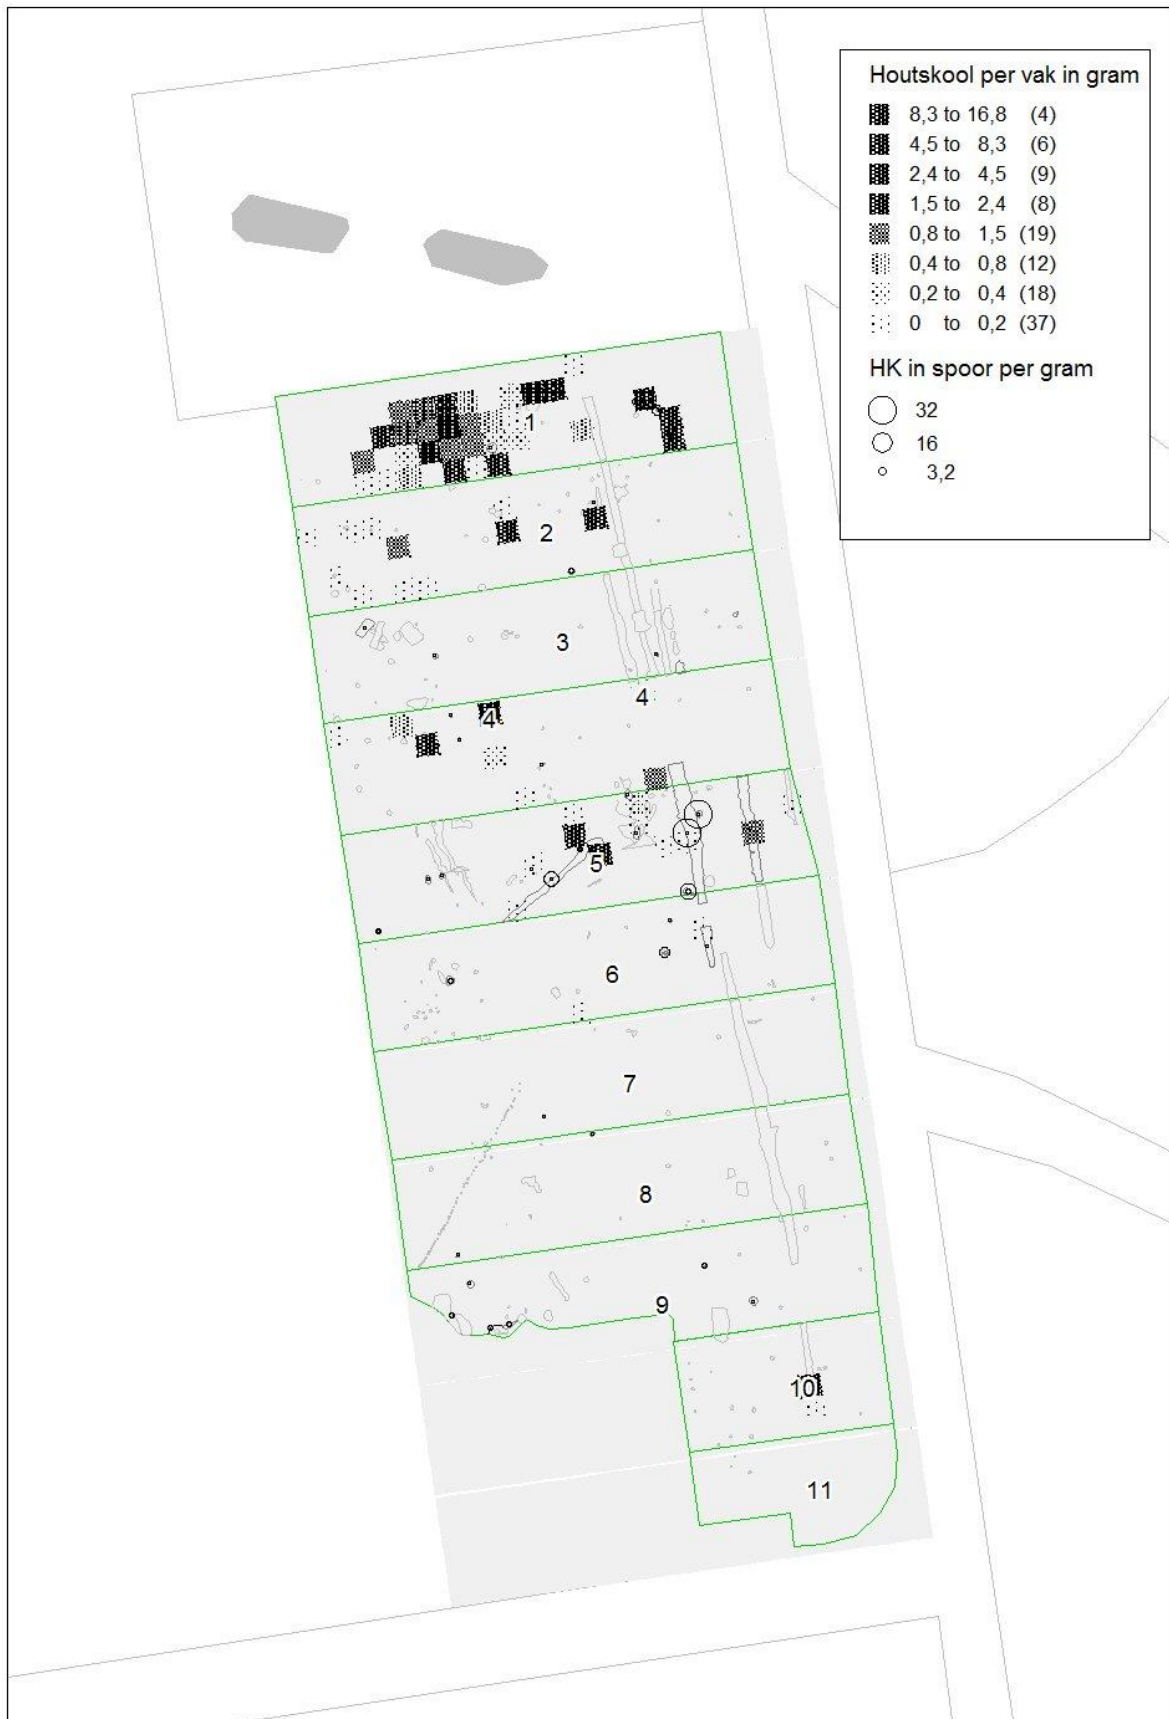 Houtskool per vak in gram
8,3 to 16,8 (4)
4,5 to 8,3 (6)
2,4 to 4,5 (9)
1,5 to 2,4 (8)
0,8 to 1,5 (19)
0,4 to 0,8 (12)
0,2 to 0,4 (18)
0 to 0,2 (37)
HK in spoor per gram
32
16
3,2
1
2
3
4
4
5
6
7
8
9
10
11